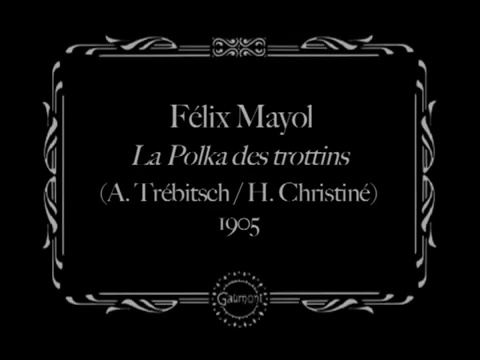 Félix Mayol
La Polka des trottins
(A. Trébitsch / H. Christiné)
1905
Gaumont